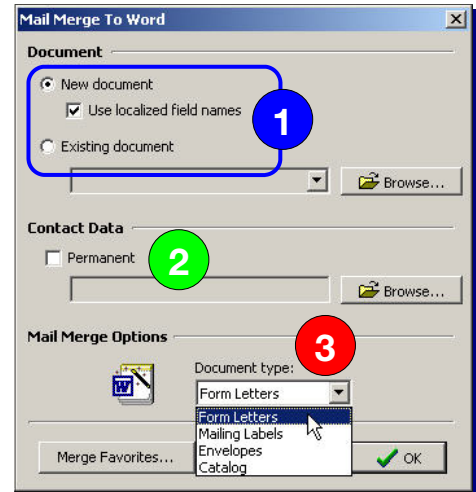 Mail Merge To Word
Document
New document
Use localized field names
1
Existing document
Browse...
Contact Data
Permanent
2
Browse...
Mail Merge Options
3
Document type:
Form Letters
Form Letters
Mailing Labels
Envelopes
Catalog
Merge Favorites...
OK